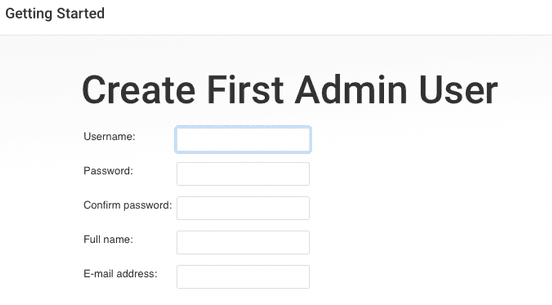 Getting Started
Create First Admin User
Username:
Password:
Confirm password:
Full name:
E-mail address: